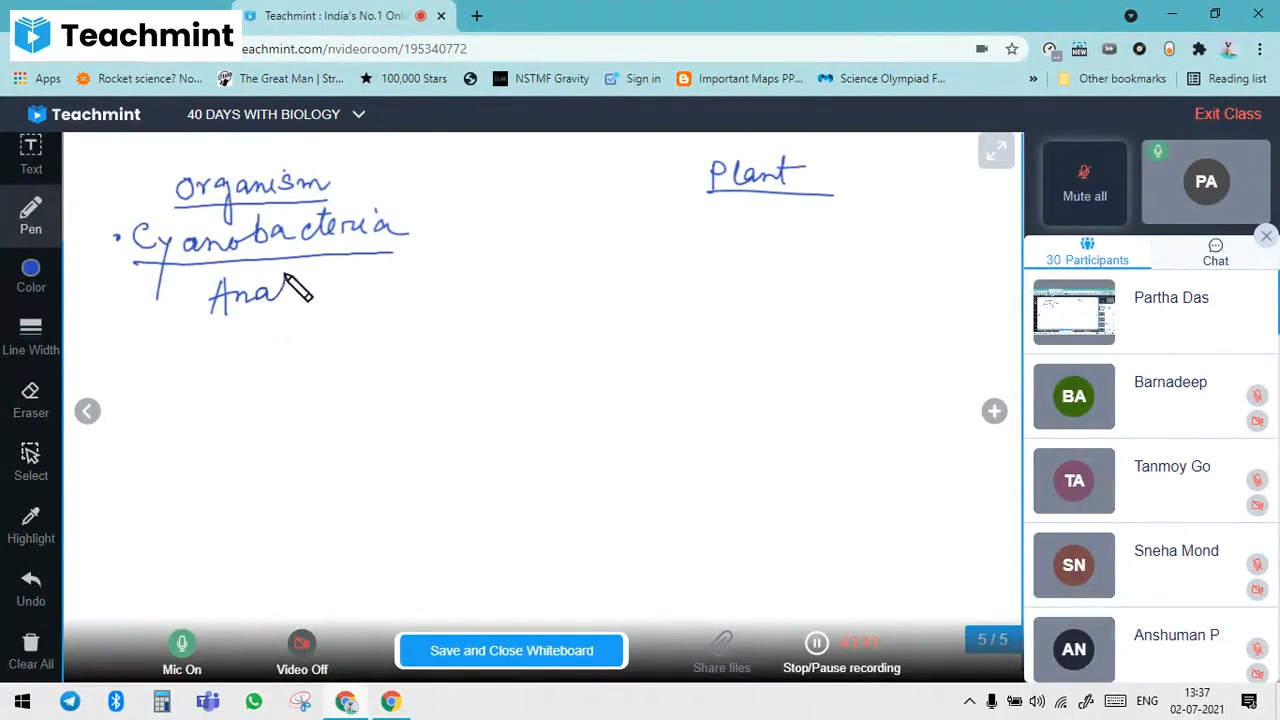 Teachmint : India's No.1 Onli
Teachmint
eachmint.com/nvideoroom/195340772
NEW
Apps
Rocket science? No...
The Great Man | Str...
100,000 Stars
NSTMF Gravity
Sign in
Important Maps PP...
Science Olympiad F...
»
Other bookmarks
Reading list
Teachmint
40 DAYS WITH BIOLOGY
Exit Class
Text
Pen
Color
Line Width
Eraser
Select
Highlight
Undo
Clear All
Organism
Plant
Cyanobacteria
Ana
Mute all
PA
30 Participants
Chat
Partha Das
BA
Barnadeep
TA
Tanmoy Go
SN
Sneha Mond
AN
Anshuman P
5 / 5
Mic On
Video Off
Save and Close Whiteboard
Share files
Stop/Pause recording
ENG
13:37
02-07-2021